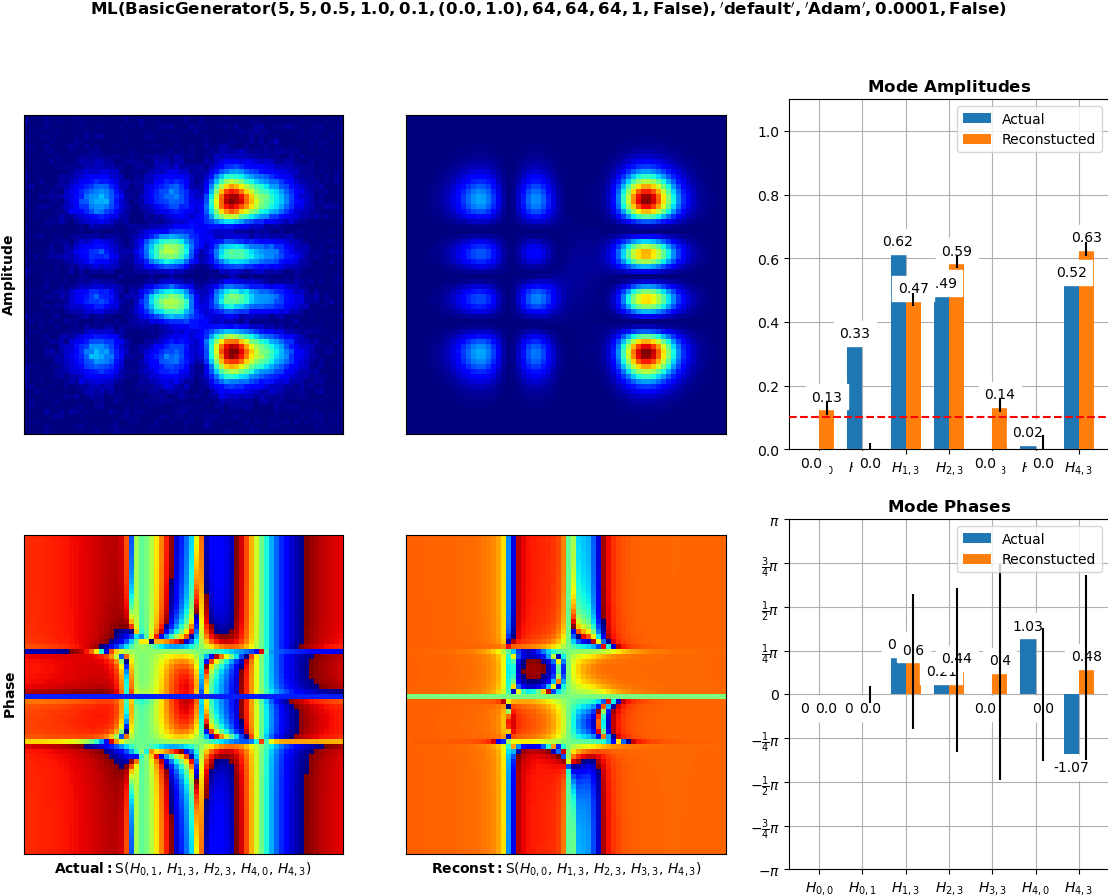 ML(BasicGenerator(5, 5, 0.5, 1.0, 0.1, (0.0, 1.0), 64, 64, 64, 1, False), 'default', 'Adam', 0.0001, False)
Amplitude
Mode Amplitudes
Actual
Reconstucted
1.0
0.8
0.6
0.4
0.2
0.0
0.13
0.33
0.62
0.47
.49
0.59
0.14
0.02
0.52
0.63
0.0
0.0
0.0
0.0
H1,3
H2,3
H4,3
Phase
Mode Phases
Actual
Reconstucted
π
3/4π
1/2π
1/4π
0
−1/4π
−1/2π
−3/4π
−π
0
0.0
0
0.0
0
0.6
0.21
0.44
0.0
0.4
1.03
0.0
-1.07
0.48
H0,0
H0,1
H1,3
H2,3
H3,3
H4,0
H4,3
Actual: S(H0,1, H1,3, H2,3, H4,0, H4,3)
Reconst: S(H0,0, H1,3, H2,3, H3,3, H4,3)